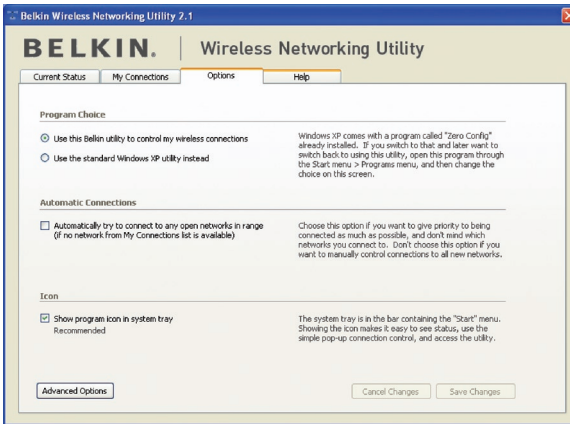 Belkin Wireless Networking Utility 2.1
BELKIN. | Wireless Networking Utility
Current Status My Connections Options Help
Program Choice
Use this Belkin utility to control my wireless connections
Use the standard Windows XP utility instead
Windows XP comes with a program called "Zero Config"
already installed. If you switch to that and later want to
switch back to using this utility, open this program through
the Start menu > Programs menu, and then change the
choice on this screen.
Automatic Connections
Automatically try to connect to any open networks in range
(if no network from My Connections list is available)
Choose this option if you want to give priority to being
connected as much as possible, and don't mind which
networks you connect to. Don't choose this option if you
want to manually control connections to all new networks.
Icon
Show program icon in system tray
Recommended
The system tray is in the bar containing the "Start" menu.
Showing the icon makes it easy to see status, use the
simple pop-up connection control, and access the utility.
Advanced Options Cancel Changes Save Changes